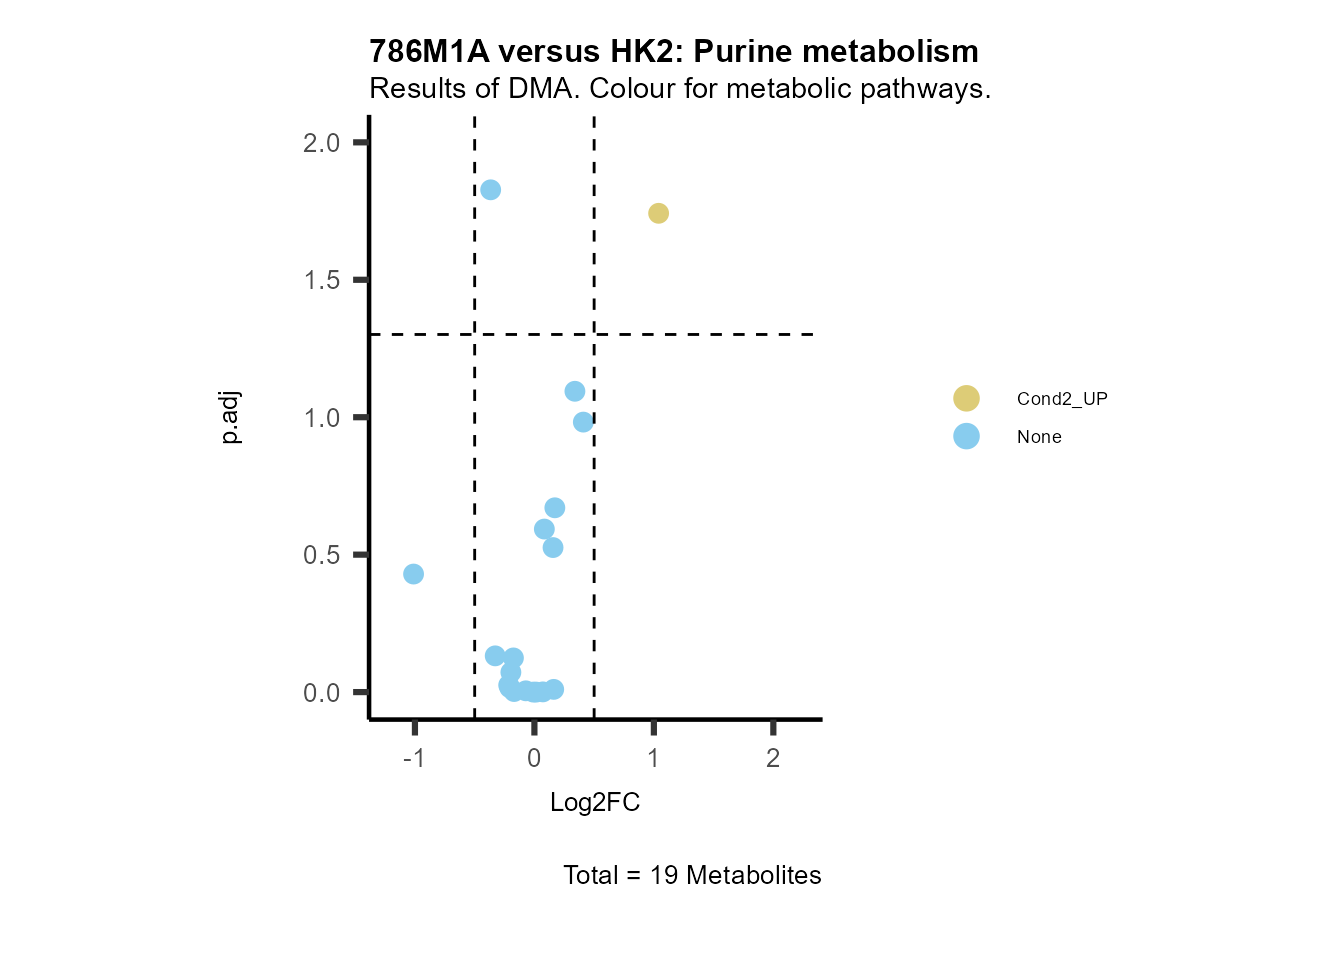 786M1A versus HK2: Purine metabolism
Results of DMA. Colour for metabolic pathways.
2.0
1.5
1.0
0.5
0.0
p.adj
-1
0
1
2
Log2FC
Cond2_UP
None
Total = 19 Metabolites